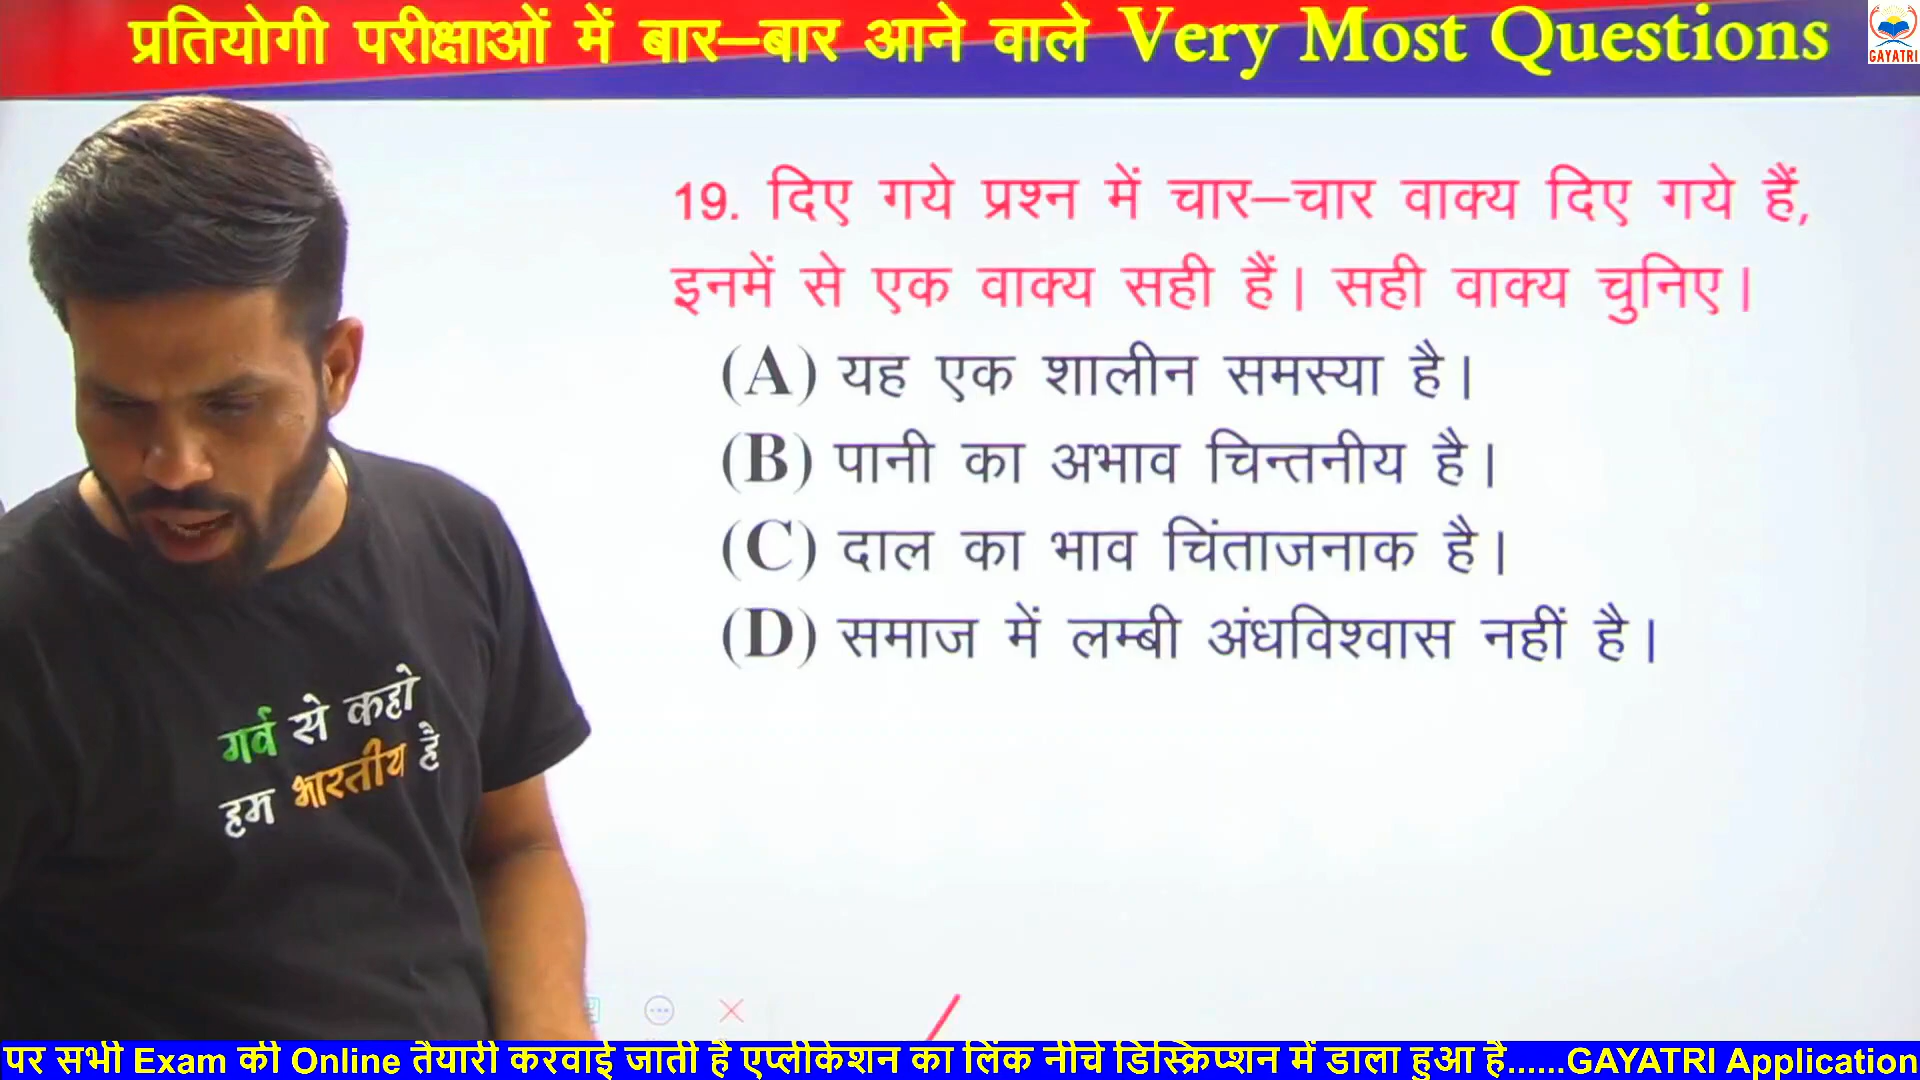 प्रतियोगी परीक्षाओं में बार–बार आने वाले Very Most Questions
GAYATRI
19. दिए गये प्रश्न में चार–चार वाक्य दिए गये हैं,
इनमें से एक वाक्य सही हैं। सही वाक्य चुनिए।
(A) यह एक शालीन समस्या है।
(B) पानी का अभाव चिन्तनीय है।
(C) दाल का भाव चिंताजनाक है।
(D) समाज में लम्बी अंधविश्वास नहीं है।
गर्व से कहो
हम भारतीय है
पर सभी Exam की Online तैयारी करवाई जाती है एप्लीकेशन का लिंक नीचे डिस्क्रिप्शन में डाला हुआ है......GAYATRI Application